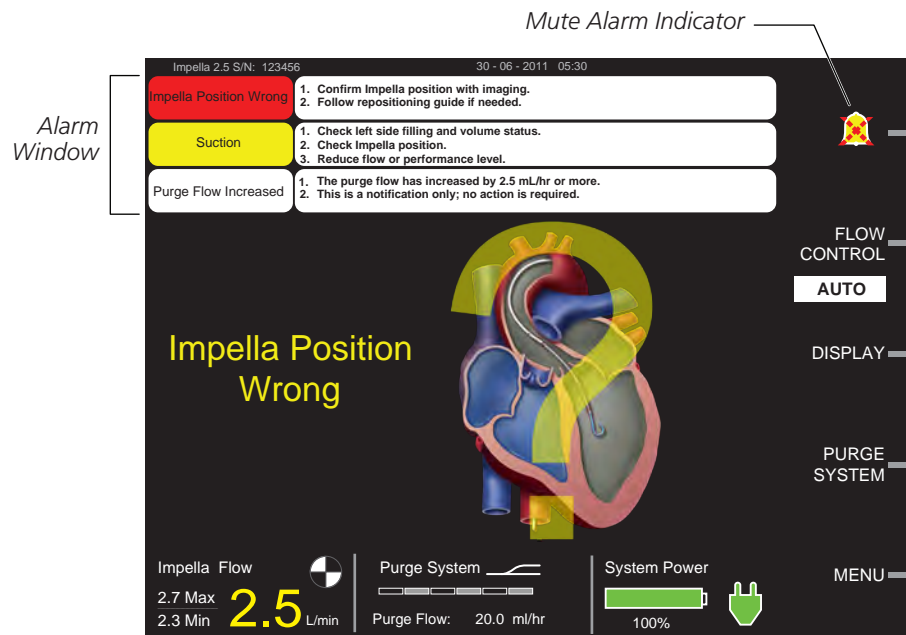 Mute Alarm Indicator
Impella 2.5 S/N: 123456
30 - 06 - 2011 05:30
Alarm
Window
Impella Position Wrong
1. Confirm Impella position with imaging.
2. Follow repositioning guide if needed.
Suction
1. Check left side filling and volume status.
2. Check Impella position.
3. Reduce flow or performance level.
Purge Flow Increased
1. The purge flow has increased by 2.5 mL/hr or more.
2. This is a notification only; no action is required.
FLOW
CONTROL
AUTO
DISPLAY
PURGE
SYSTEM
MENU
Impella Position
Wrong
?
Impella Flow
2.7 Max
2.3 Min
2.5 L/min
Purge System
Purge Flow: 20.0 ml/hr
System Power
100%